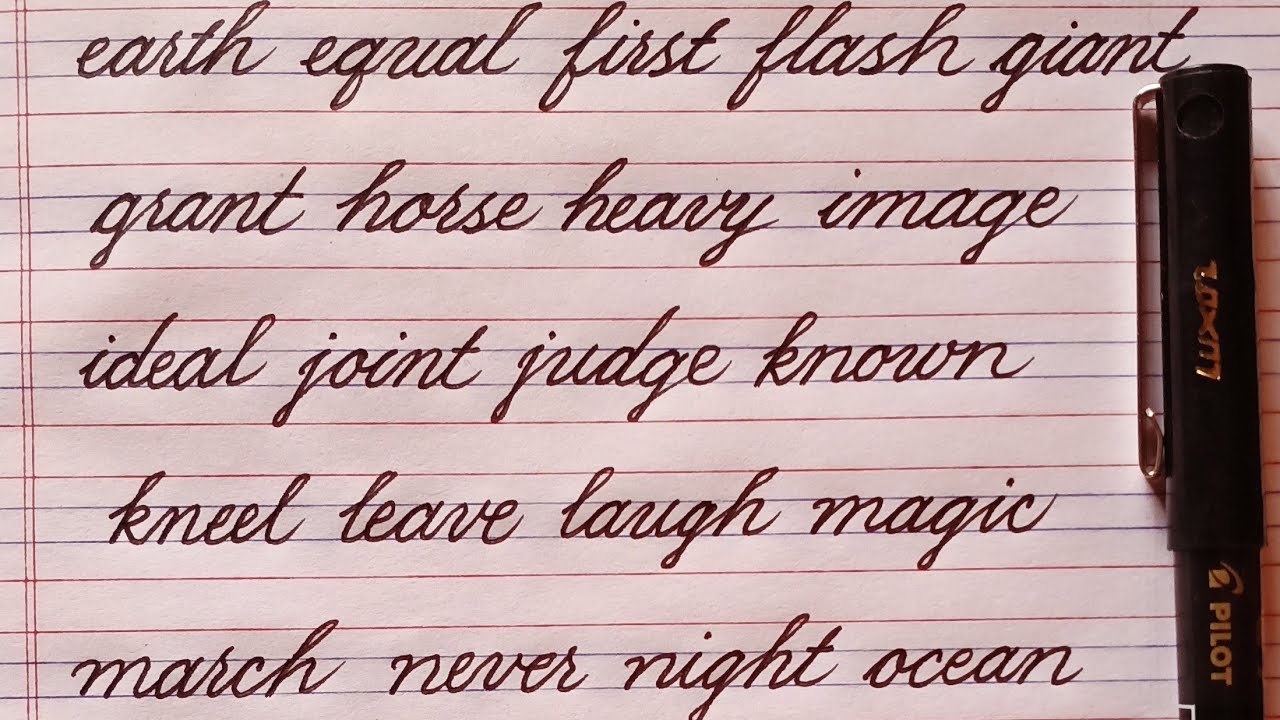 earth equal first flash giant
grant horse heavy image
ideal joint judge known
kneel leave laugh magic
march never night ocean
LUXOR
PILOT